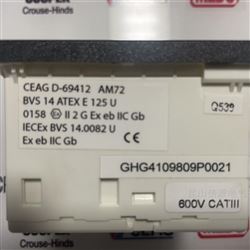 Crouse-Hinds
CEAG D-69412 AM72
BVS 14 ATEX E 125 U
0158 II 2 G Ex eb IIC Gb
IECEx BVS 14.0082 U
Ex eb IIC Gb
Q539
GHG4109809P0021
600V CATIII